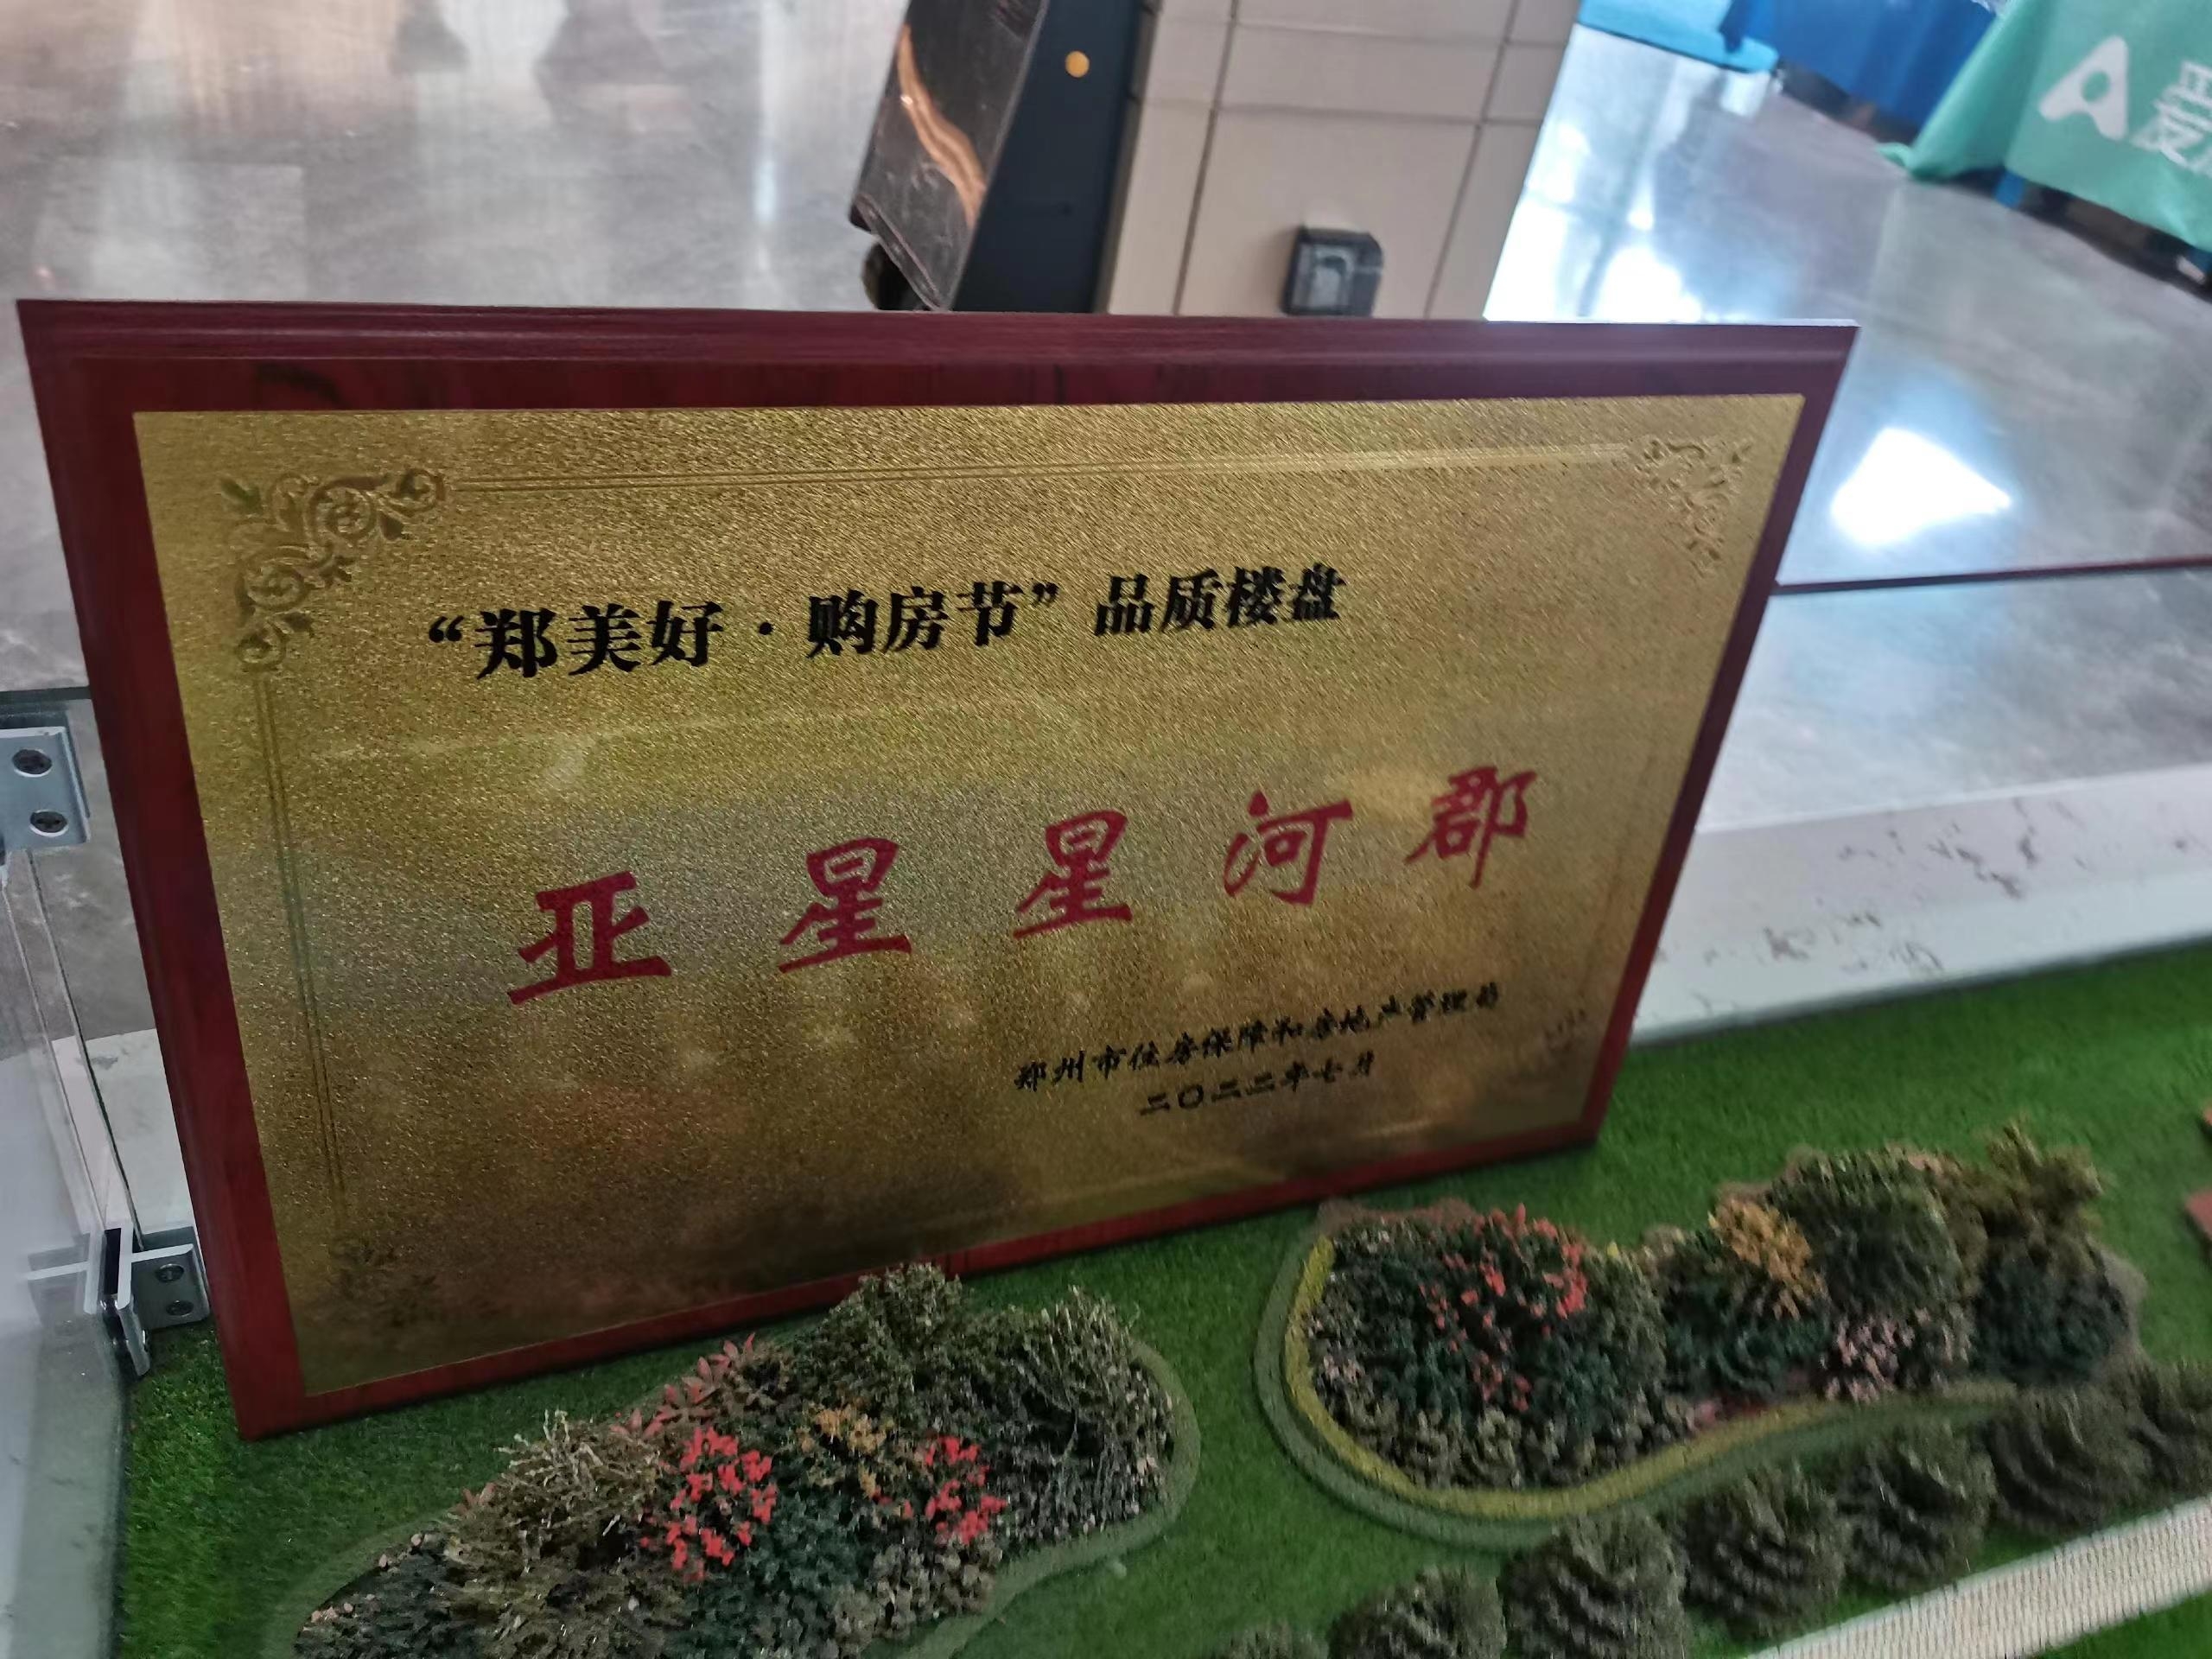 “郑美好·购房节”品质楼盘
亚星星河郡
郑州市住房保障和房地产管理局
二〇二二年七月